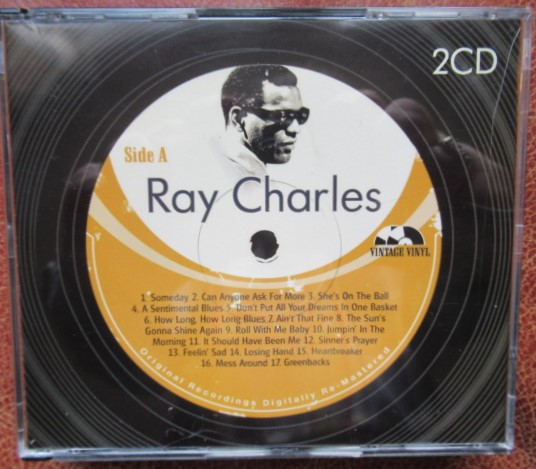 2CD
Side A
Ray Charles
VINTAGE VINYL
1. Someday 2. Can Anyone Ask For More 3. She's On The Ball
4. A Sentimental Blues 5. Don't Put All Your Dreams In One Basket
6. How Long, How Long Blues 7. Ain't That Fine 8. The Sun's
Gonna Shine Again 9. Roll With Me Baby 10. Jumpin' In The
Morning 11. It Should Have Been Me 12. Sinner's Prayer
13. Feelin' Sad 14. Losing Hand 15. Heartbreaker
16. Mess Around 17. Greenbacks
Original Recordings Digitally Re-Mastered